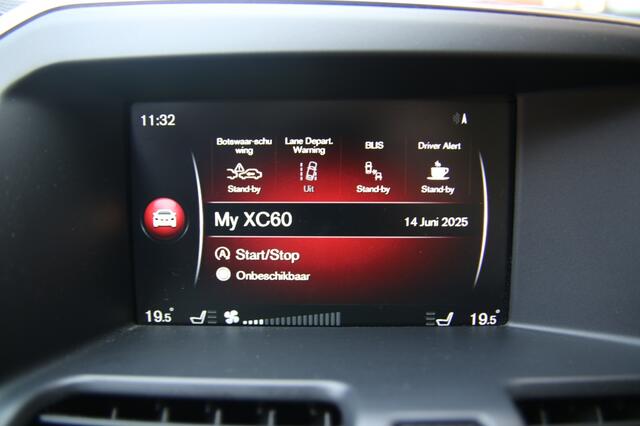 11:32
A
Botswaar-schu
wing
Stand-by
Lane Depart.
Warning
Uit
BLIS
Stand-by
Driver Alert
Stand-by
My XC60
14 Juni 2025
A Start/Stop
Onbeschikbaar
19.5°
19.5°